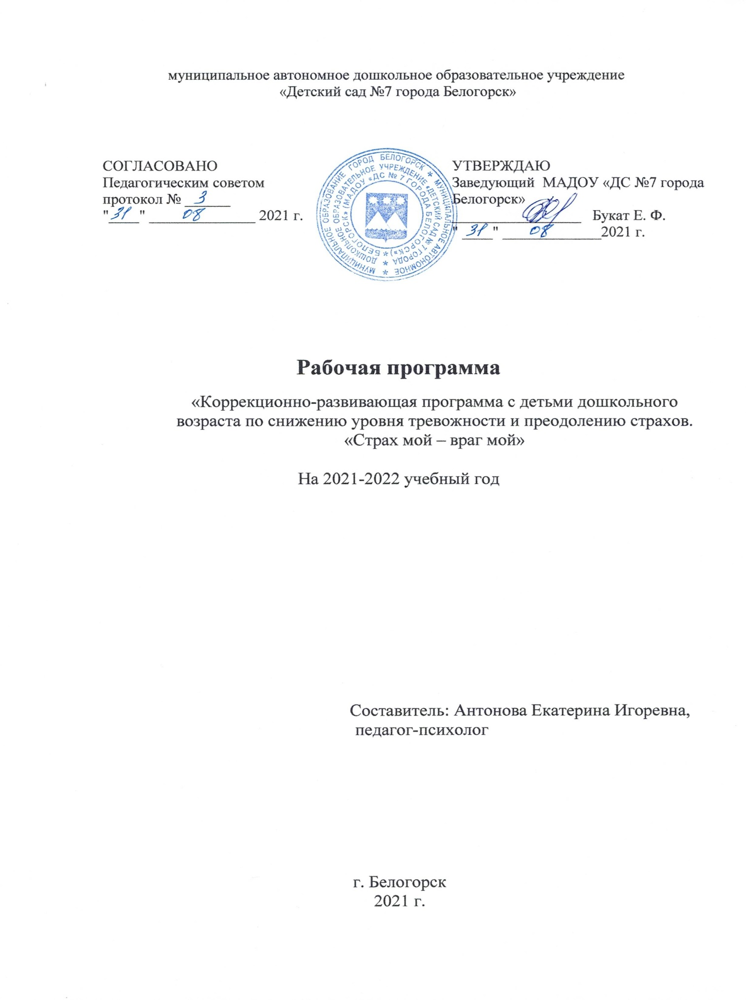 муниципальное автономное дошкольное образовательное учреждение
«Детский сад №7 города Белогорск»
СОГЛАСОВАНО
Педагогическим советом
протокол № 3
"31" 08 2021 г.
МУНИЦИПАЛЬНОЕ ОБРАЗОВАНИЕ ГОРОД БЕЛОГОРСК * МУНИЦИПАЛЬНОЕ АВТОНОМНОЕ *
ДОШКОЛЬНОЕ ОБРАЗОВАТЕЛЬНОЕ УЧРЕЖДЕНИЕ «ДЕТСКИЙ САД № 7 ГОРОДА *
БЕЛОГОРСК» (МАДОУ «ДС № 7 ГОРОДА БЕЛОГОРСК») *
УТВЕРЖДАЮ
Заведующий МАДОУ «ДС №7 города
Белогорск»
Букат Е. Ф.
"31" 08 2021 г.
Рабочая программа
«Коррекционно-развивающая программа с детьми дошкольного
возраста по снижению уровня тревожности и преодолению страхов.
«Страх мой – враг мой»
На 2021-2022 учебный год
Составитель: Антонова Екатерина Игоревна,
педагог-психолог
г. Белогорск
2021 г.